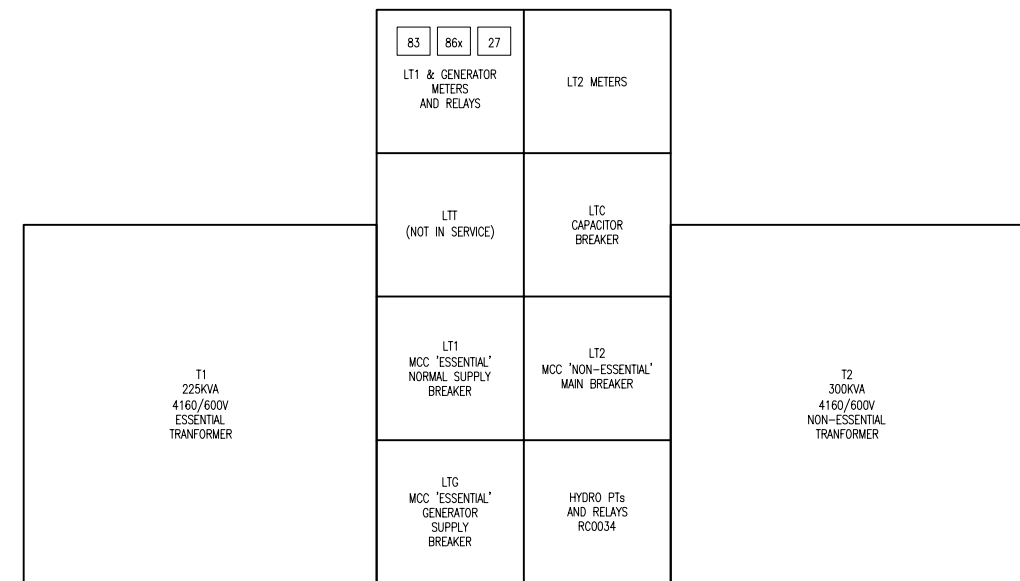 83 86x 27
LT1 & GENERATOR
METERS
AND RELAYS
LT2 METERS
LTT
(NOT IN SERVICE)
LTC
CAPACITOR
BREAKER
T1
225KVA
4160/600V
ESSENTIAL
TRANFORMER
LT1
MCC 'ESSENTIAL'
NORMAL SUPPLY
BREAKER
LT2
MCC 'NON-ESSENTIAL'
MAIN BREAKER
T2
300KVA
4160/600V
NON-ESSENTIAL
TRANFORMER
LTG
MCC 'ESSENTIAL'
GENERATOR
SUPPLY
BREAKER
HYDRO PTs
AND RELAYS
RC0034